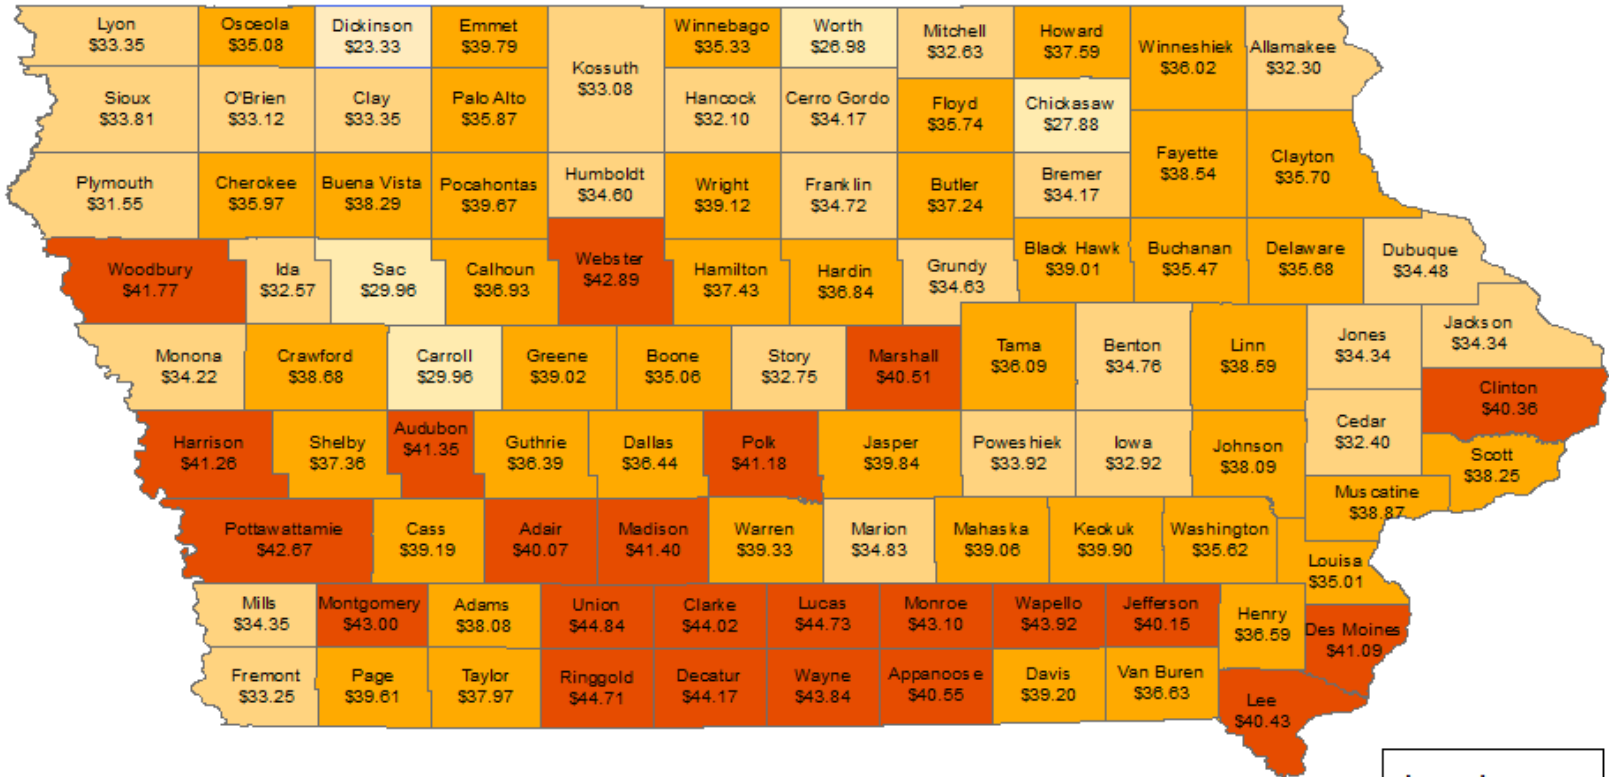 Lyon
$33.35
Osceola
$35.08
Dickinson
$23.33
Emmet
$39.79
Kossuth
$33.08
Winnebago
$35.33
Worth
$26.98
Mitchell
$32.63
Howard
$37.59
Winneshiek
$36.02
Allamakee
$32.30
Sioux
$33.81
O'Brien
$33.12
Clay
$33.35
Palo Alto
$35.87
Hancock
$32.10
Cerro Gordo
$34.17
Floyd
$35.74
Chickasaw
$27.88
Fayette
$38.54
Clayton
$35.70
Plymouth
$31.55
Cherokee
$35.97
Buena Vista
$38.29
Pocahontas
$39.67
Humboldt
$34.60
Wright
$39.12
Franklin
$34.72
Butler
$37.24
Bremer
$34.17
Woodbury
$41.77
Ida
$32.57
Sac
$29.96
Calhoun
$36.93
Webster
$42.89
Hamilton
$37.43
Hardin
$36.84
Grundy
$34.63
Black Hawk
$39.01
Buchanan
$35.47
Delaware
$35.68
Dubuque
$34.48
Monona
$34.22
Crawford
$38.68
Carroll
$29.96
Greene
$39.02
Boone
$35.06
Story
$32.75
Marshall
$40.51
Tama
$36.09
Benton
$34.76
Linn
$38.59
Jones
$34.34
Jackson
$34.34
Clinton
$40.36
Harrison
$41.26
Shelby
$37.36
Audubon
$41.35
Guthrie
$36.39
Dallas
$36.44
Polk
$41.18
Jasper
$39.84
Poweshiek
$33.92
Iowa
$32.92
Johnson
$38.09
Cedar
$32.40
Scott
$38.25
Muscatine
$38.87
Pottawattamie
$42.67
Cass
$39.19
Adair
$40.07
Madison
$41.40
Warren
$39.33
Marion
$34.83
Mahaska
$39.06
Keokuk
$39.90
Washington
$35.62
Louisa
$35.01
Mills
$34.35
Montgomery
$43.00
Adams
$38.08
Union
$44.84
Clarke
$44.02
Lucas
$44.73
Monroe
$43.10
Wapello
$43.92
Jefferson
$40.15
Henry
$36.59
Des Moines
$41.09
Fremont
$33.25
Page
$39.61
Taylor
$37.97
Ringgold
$44.71
Decatur
$44.17
Wayne
$43.84
Appanoose
$40.55
Davis
$39.20
Van Buren
$36.63
Lee
$40.43